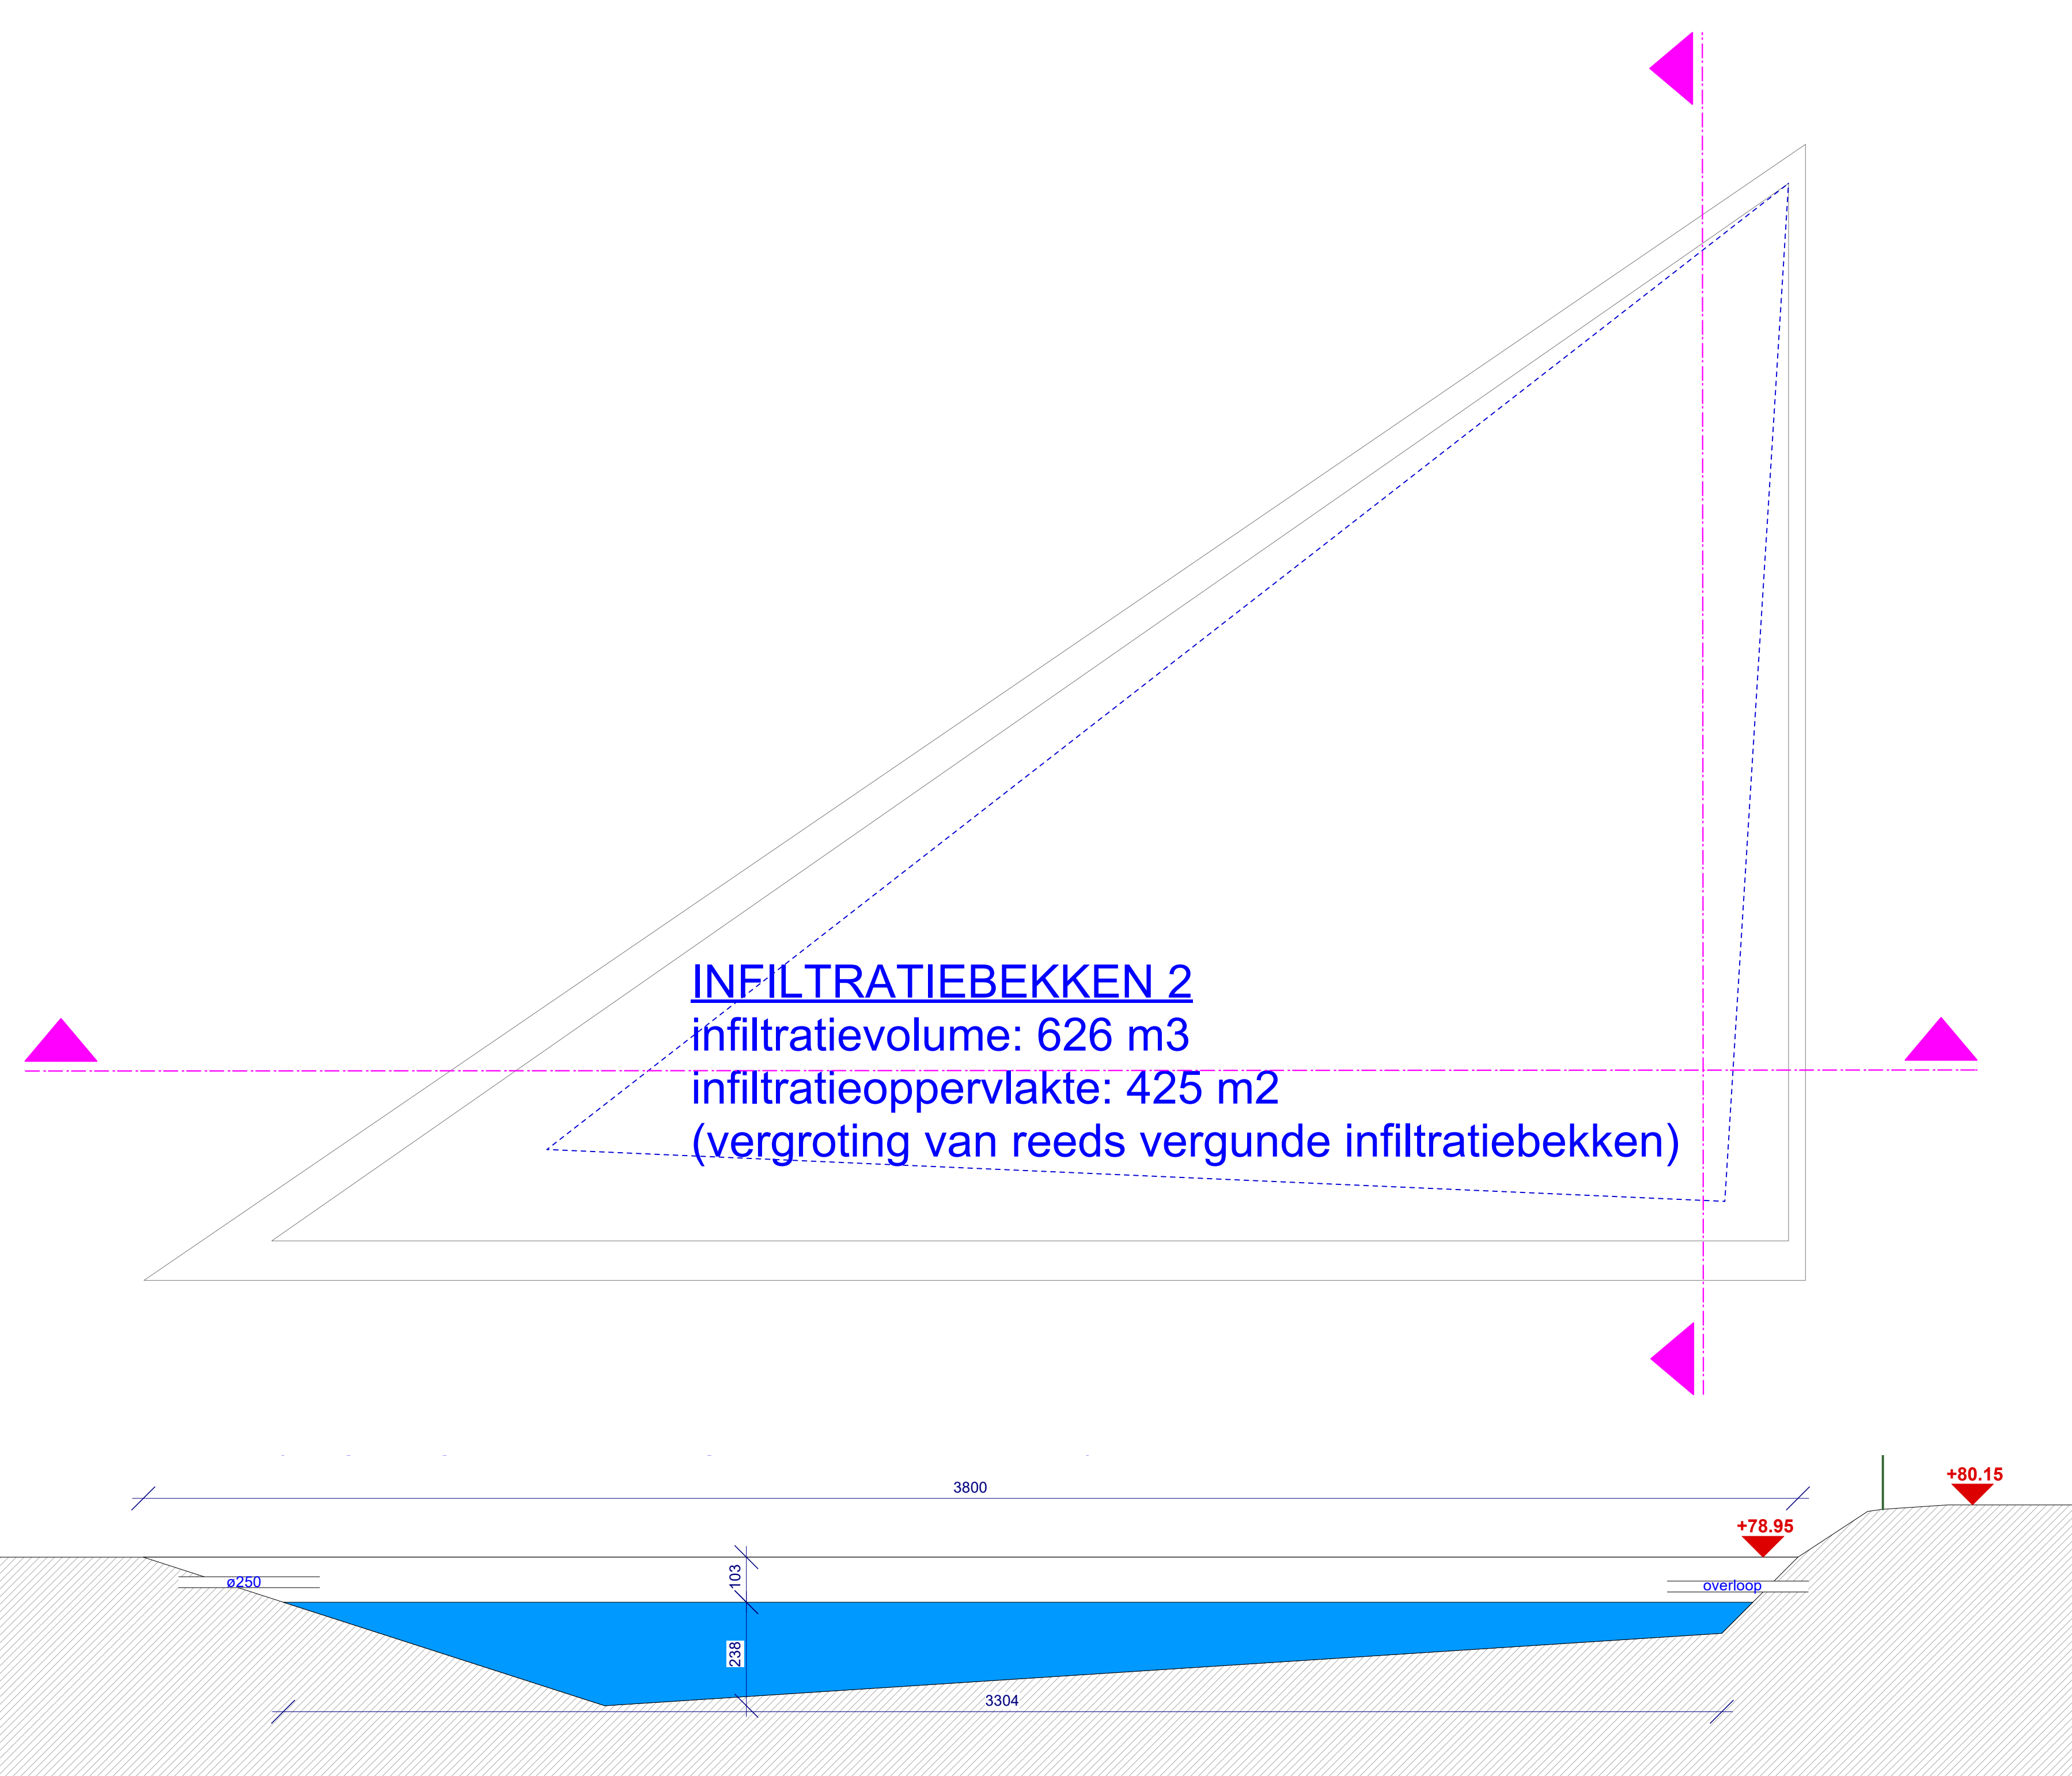 INFILTRATIEBEKKEN 2
infiltratievolume: 626 m3
infiltratieoppervlakte: 425 m2
(vergroting van reeds vergunde infiltratiebekken)
+80.15
3800
+78.95
103
ø250
overloop
238
3304